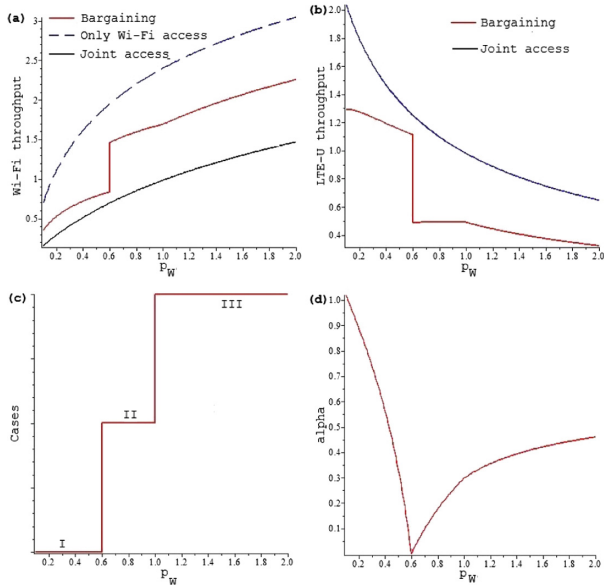 (a)
Bargaining
Only Wi-Fi access
Joint access
Wi-Fi throughput
3
2.5
2
1.5
1
0.5
0.2 0.4 0.6 0.8 1.0 1.2 1.4 1.6 1.8 2.0
PW
(b)
Bargaining
Joint access
LTE-U throughput
2.0
1.8
1.6
1.4
1.2
1.0
0.8
0.6
0.4
0.2 0.4 0.6 0.8 1.0 1.2 1.4 1.6 1.8 2.0
PW
(c)
Cases
I
II
III
0.2 0.4 0.6 0.8 1.0 1.2 1.4 1.6 1.8 2.0
PW
(d)
alpha
1.0
0.9
0.8
0.7
0.6
0.5
0.4
0.3
0.2
0.1
0.2 0.4 0.6 0.8 1.0 1.2 1.4 1.6 1.8 2.0
PW